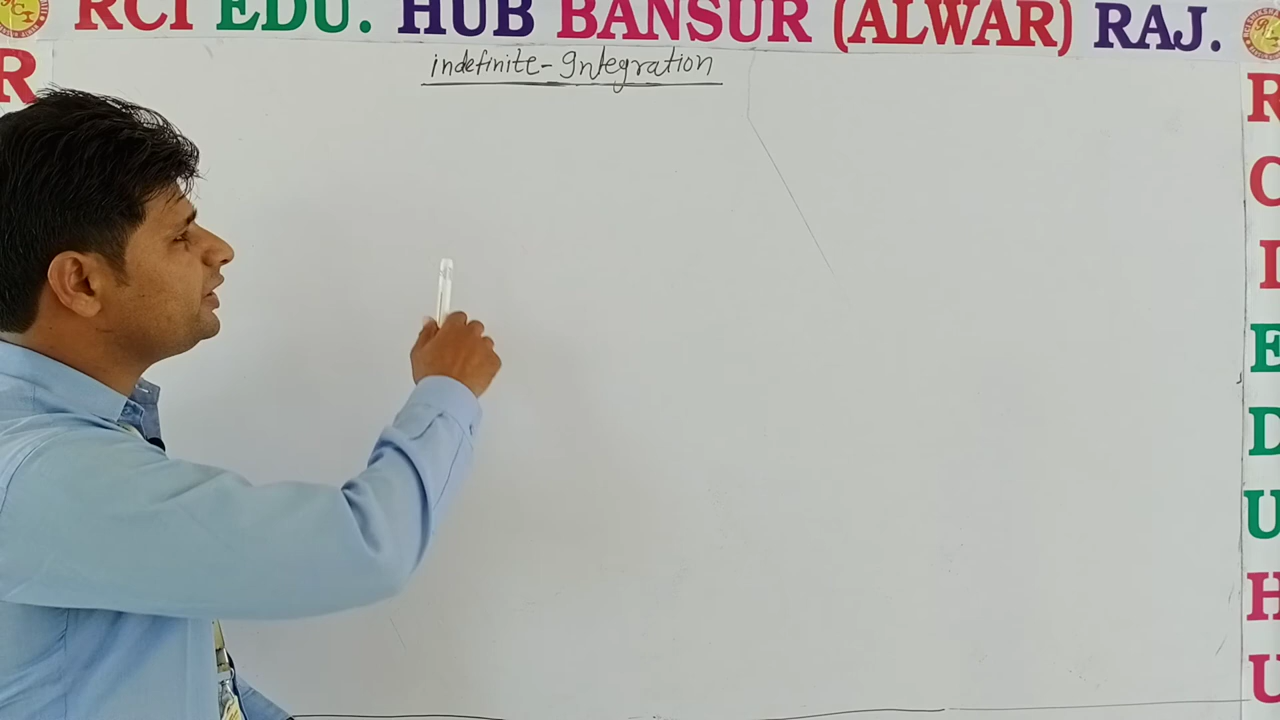 RCI EDU. HUB BANSUR (ALWAR) RAJ.
indefinite-Integration
R
R
C
I
E
D
U
H
U